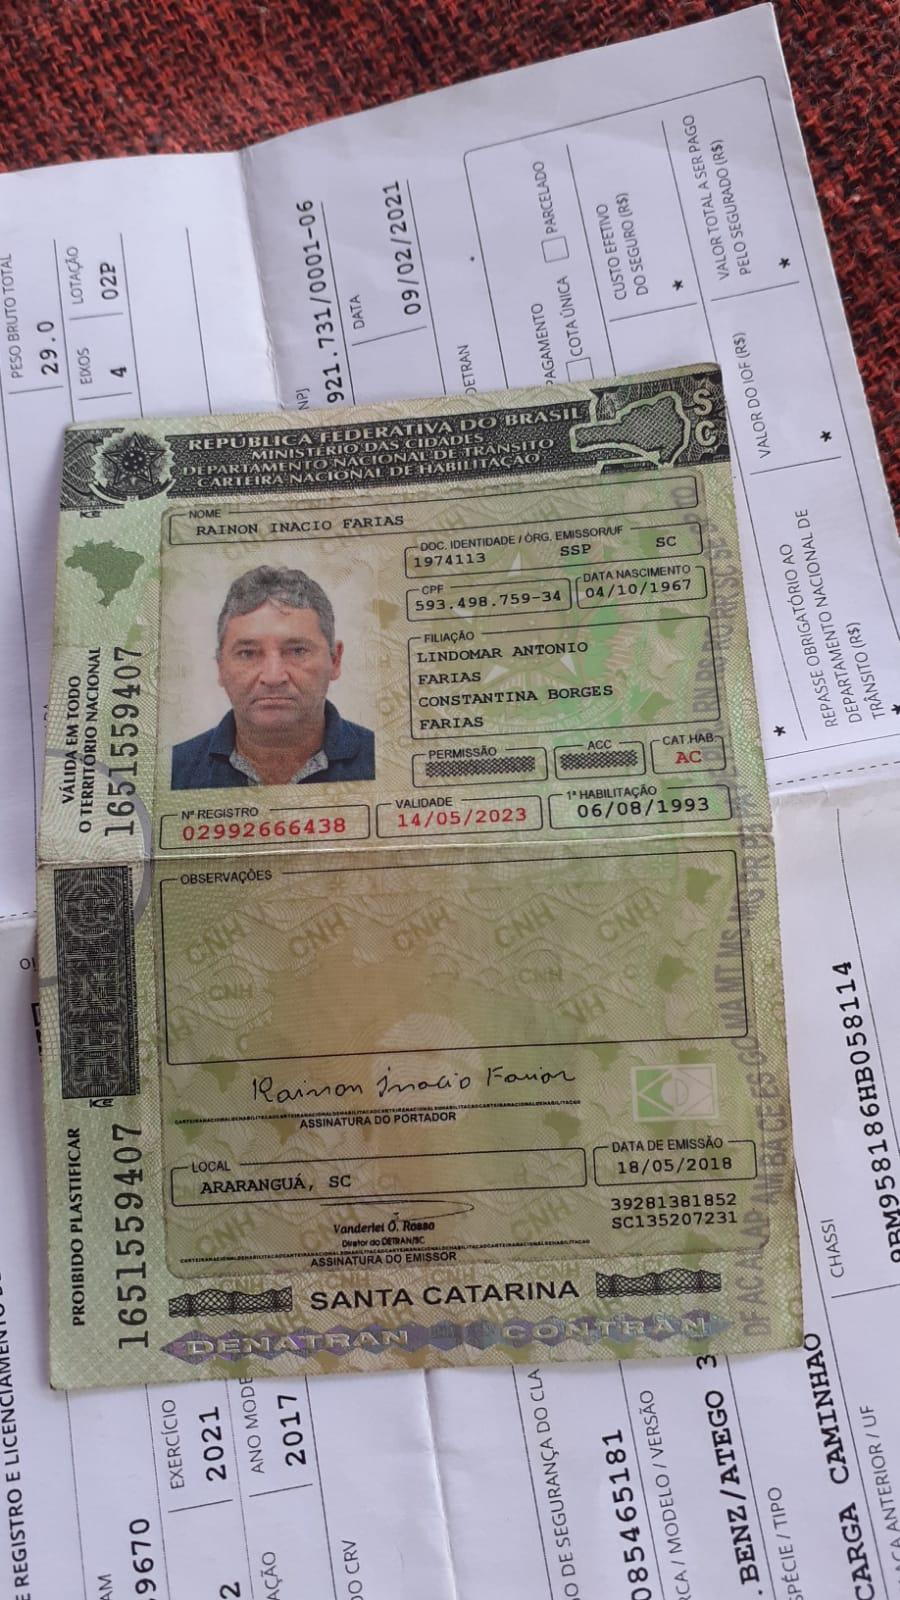 REPÚBLICA FEDERATIVA DO BRASIL
MINISTÉRIO DAS CIDADES
DEPARTAMENTO NACIONAL DE TRÂNSITO
CARTEIRA NACIONAL DE HABILITAÇÃO
SC
NOME
RAINON INACIO FARIAS
DOC. IDENTIDADE / ÓRG. EMISSOR/UF
1974113 SSP SC
CPF
593.498.759-34
DATA NASCIMENTO
04/10/1967
FILIAÇÃO
LINDOMAR ANTONIO
FARIAS
CONSTANTINA BORGES
FARIAS
PERMISSÃO
ACC
CAT.HAB.
AC
Nº REGISTRO
02992666438
VALIDADE
14/05/2023
1ª HABILITAÇÃO
06/08/1993
OBSERVAÇÕES
Rainon Inacio Farias
ASSINATURA DO PORTADOR
LOCAL
ARARANGUÁ, SC
DATA DE EMISSÃO
18/05/2018
39281381852
SC135207231
Vanderlei O. Rosso
Diretor do DETRAN/SC
ASSINATURA DO EMISSOR
SANTA CATARINA
DENATRAN CONTRAN
VÁLIDA EM TODO
O TERRITÓRIO NACIONAL
1651559407
PROIBIDO PLASTIFICAR
1651559407
PESO BRUTO TOTAL
29.0
EIXOS
4
LOTAÇÃO
02P
NPJ
921.731/0001-06
DATA
09/02/2021
DETRAN
PAGAMENTO
COTA ÚNICA
PARCELADO
CUSTO EFETIVO
DO SEGURO (R$)
*
VALOR TOTAL A SER PAGO
PELO SEGURADO (R$)
*
VALOR DO IOF (R$)
*
REPASSE OBRIGATÓRIO AO
DEPARTAMENTO NACIONAL DE
TRÂNSITO (R$)
*
E REGISTRO E LICENCIAMENTO
AM
9670
EXERCÍCIO
2021
ANO MODE
2017
AÇÃO
2
DO CRV
O DE SEGURANÇA DO CLA
085465181
CA / MODELO / VERSÃO
.BENZ/ATEGO 3
SPÉCIE / TIPO
CARGA CAMINHAO
ACA ANTERIOR / UF
CHASSI
9BM958186HB058114